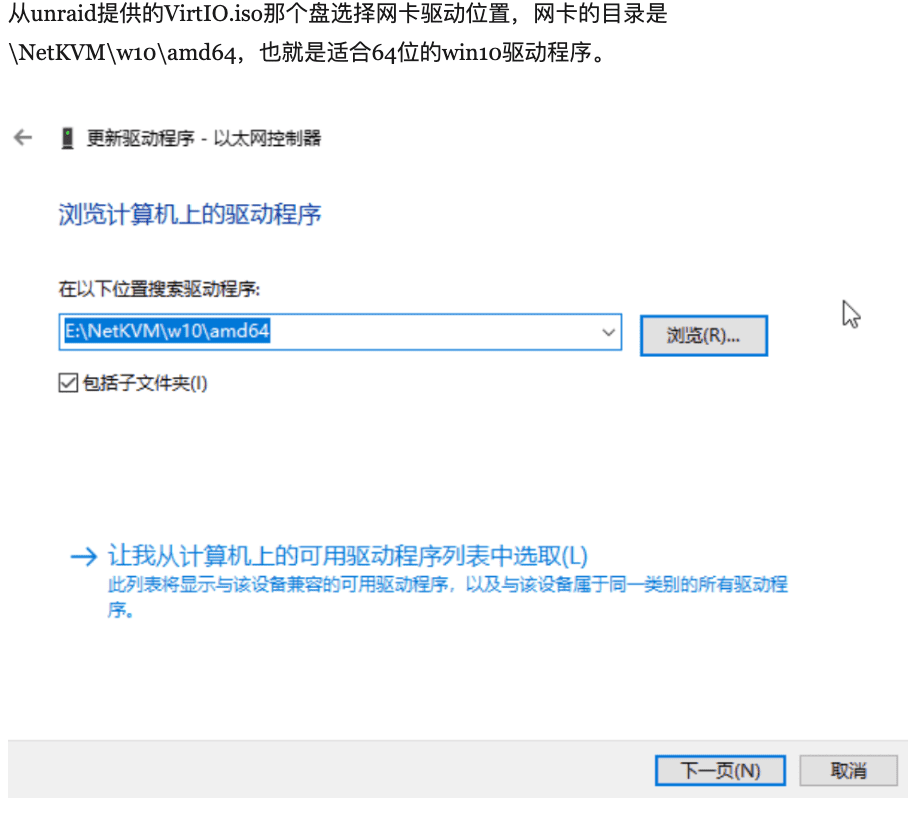 从unraid提供的VirtIO.iso那个盘选择网卡驱动位置，网卡的目录是
\NetKVM\w10\amd64，也就是适合64位的win10驱动程序。
更新驱动程序 - 以太网控制器
浏览计算机上的驱动程序
在以下位置搜索驱动程序:
E:\NetKVM\w10\amd64
浏览(R)...
包括子文件夹(I)
让我从计算机上的可用驱动程序列表中选取(L)
此列表将显示与该设备兼容的可用驱动程序，以及与该设备属于同一类别的所有驱动程
序。
下一页(N)
取消